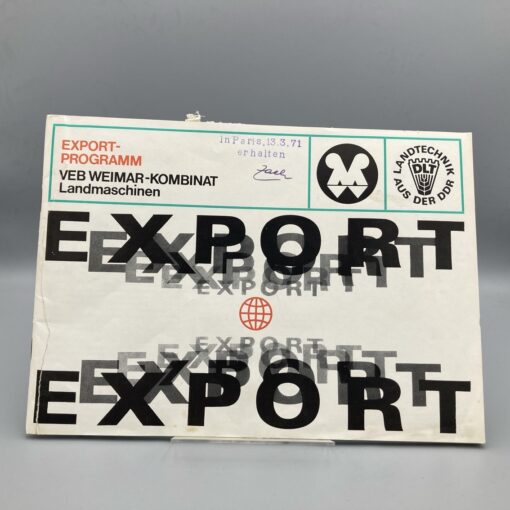 EXPORT-
PROGRAMM
VEB WEIMAR-KOMBINAT
Landmaschinen
in Paris, 13.3.71
erhalten
LANDTECHNIK
DLT
AUS DER DDR
EXPORT
EXPORT
EXPORT
EXPORT
EXPORT
EXPORT
EXPORT
EXPORT